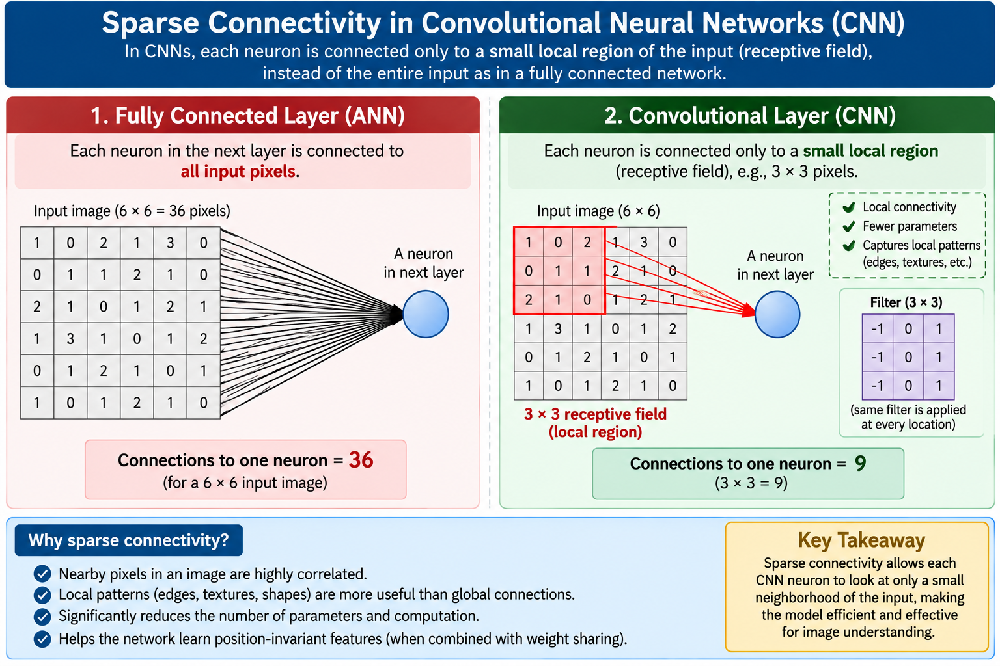 Sparse Connectivity in Convolutional Neural Networks (CNN)
In CNNs, each neuron is connected only to a small local region of the input (receptive field),
instead of the entire input as in a fully connected network.
1. Fully Connected Layer (ANN)
Each neuron in the next layer is connected to
all input pixels.
Input image (6 × 6 = 36 pixels)
1 0 2 1 3 0
0 1 1 2 1 0
2 1 0 1 2 1
1 3 1 0 1 2
0 1 2 1 0 1
1 0 1 2 1 0
A neuron
in next layer
Connections to one neuron = 36
(for a 6 × 6 input image)
2. Convolutional Layer (CNN)
Each neuron is connected only to a small local region
(receptive field), e.g., 3 × 3 pixels.
Input image (6 × 6)
1 0 2 1 3 0
0 1 1 2 1 0
2 1 0 1 2 1
1 3 1 0 1 2
0 1 2 1 0 1
1 0 1 2 1 0
3 × 3 receptive field
(local region)
A neuron
in next layer
Local connectivity
Fewer parameters
Captures local patterns
(edges, textures, etc.)
Filter (3 × 3)
-1 0 1
-1 0 1
-1 0 1
(same filter is applied
at every location)
Connections to one neuron = 9
(3 × 3 = 9)
Why sparse connectivity?
Nearby pixels in an image are highly correlated.
Local patterns (edges, textures, shapes) are more useful than global connections.
Significantly reduces the number of parameters and computation.
Helps the network learn position-invariant features (when combined with weight sharing).
Key Takeaway
Sparse connectivity allows each
CNN neuron to look at only a small
neighborhood of the input, making
the model efficient and effective
for image understanding.